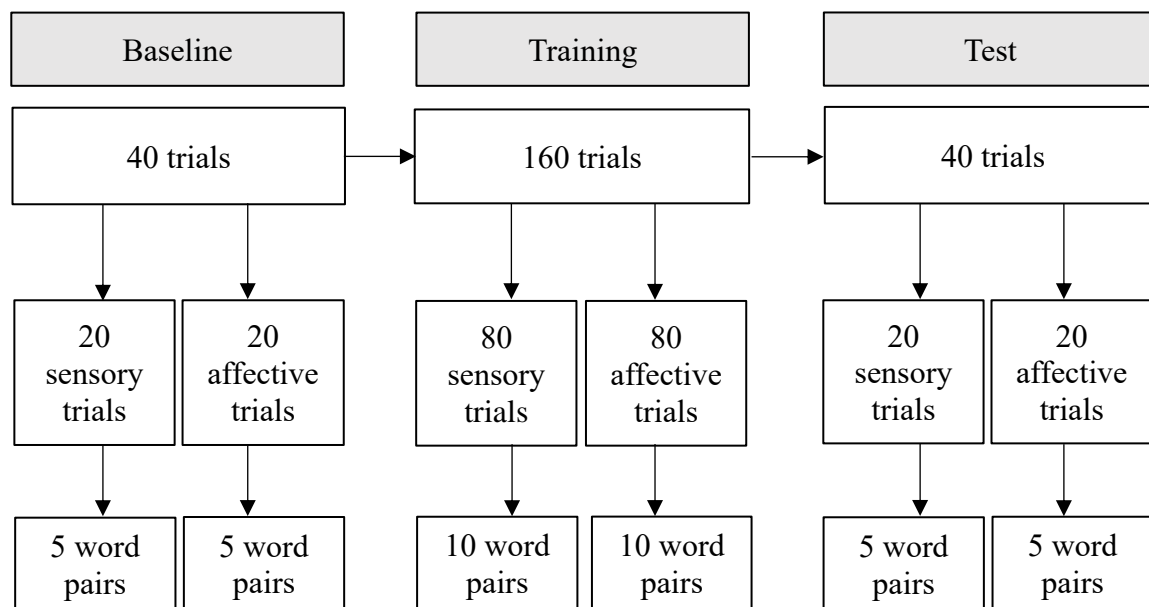 Baseline
Training
Test
40 trials
160 trials
40 trials
20
sensory
trials
20
affective
trials
80
sensory
trials
80
affective
trials
20
sensory
trials
20
affective
trials
5 word
pairs
5 word
pairs
10 word
pairs
10 word
pairs
5 word
pairs
5 word
pairs